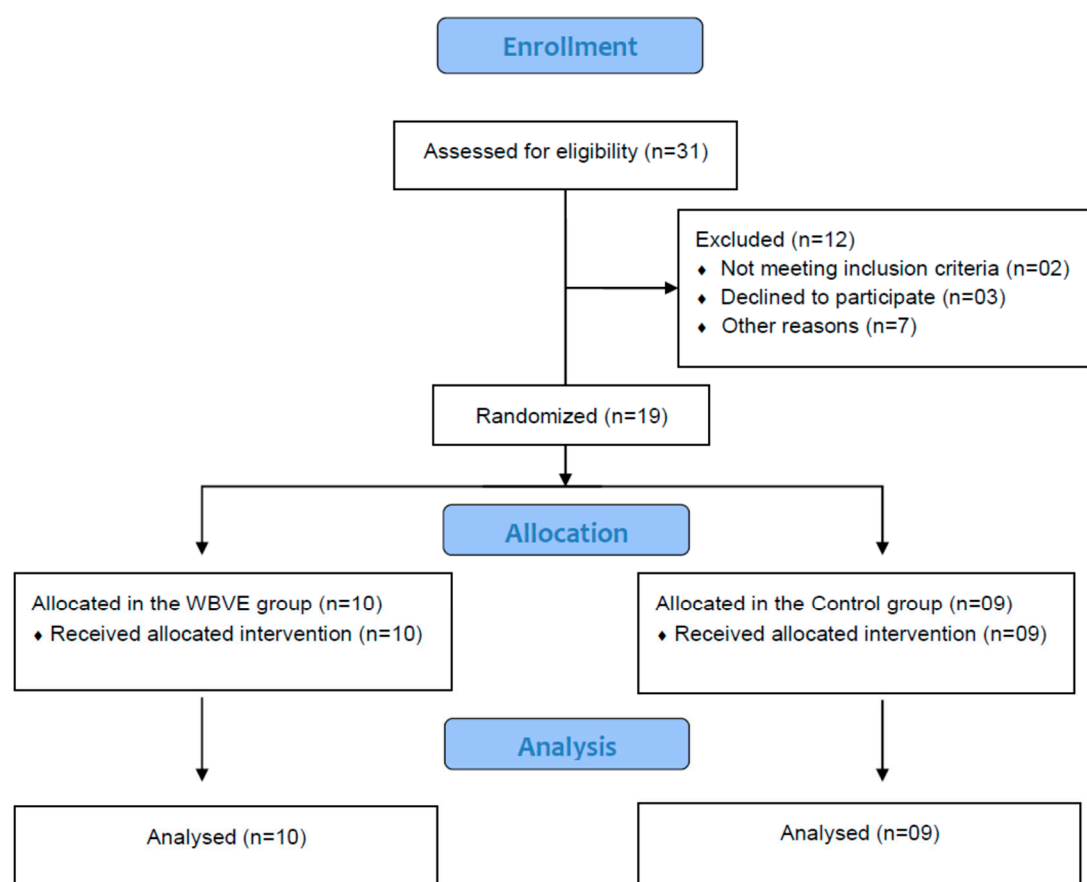 Enrollment
Assessed for eligibility (n=31)
Excluded (n=12)
♦ Not meeting inclusion criteria (n=02)
♦ Declined to participate (n=03)
♦ Other reasons (n=7)
Randomized (n=19)
Allocation
Allocated in the WBVE group (n=10)
♦ Received allocated intervention (n=10)
Allocated in the Control group (n=09)
♦ Received allocated intervention (n=09)
Analysis
Analysed (n=10)
Analysed (n=09)